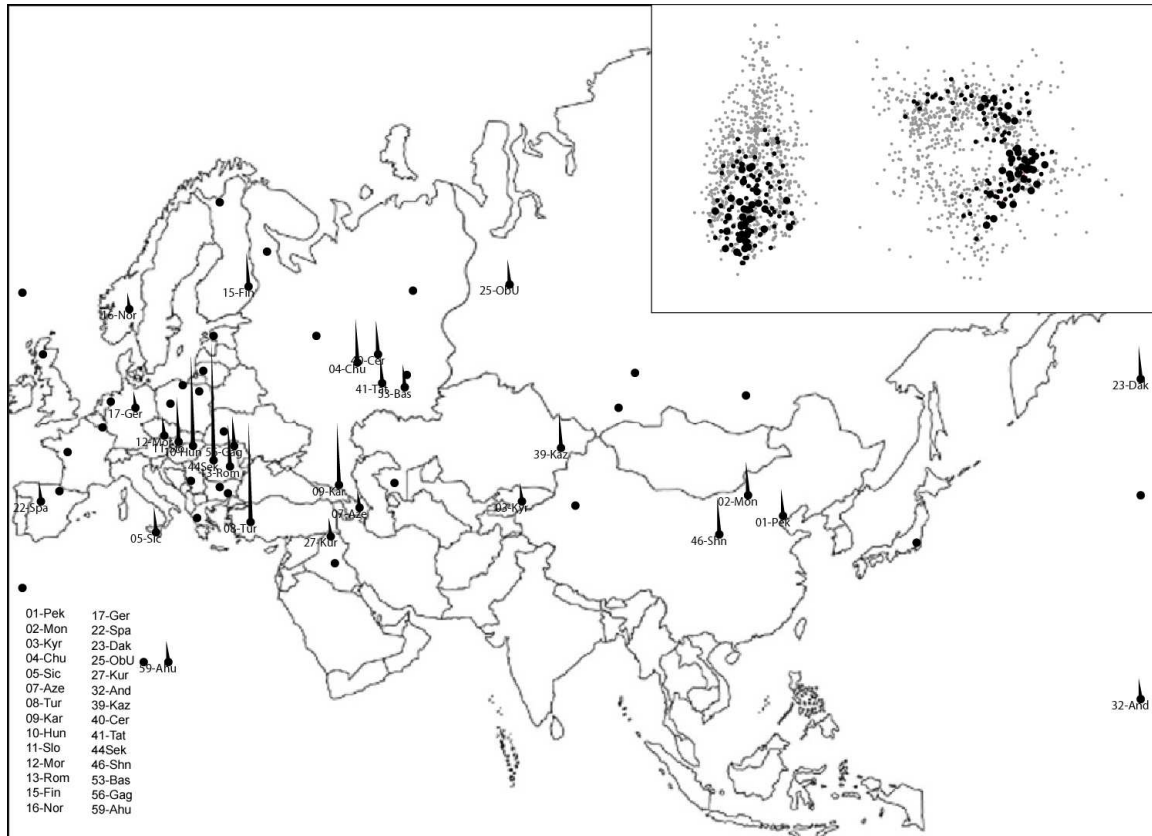 15-Fin
25-ObU
16-Nor
40-Cer
04-Chu
41-Tat
53-Bas
23-Dak
17-Ger
12-Mor
10-Hun
56-Gag
44Sek
13-Rom
39-Kaz
09-Kar
22-Spa
07-Aze
03-Kyr
02-Mon
01-Pek
08-Tur
05-Sic
27-Kur
46-Shn
59-Ahu
32-And
01-Pek
02-Mon
03-Kyr
04-Chu
05-Sic
07-Aze
08-Tur
09-Kar
10-Hun
11-Slo
12-Mor
13-Rom
15-Fin
16-Nor
17-Ger
22-Spa
23-Dak
25-ObU
27-Kur
32-And
39-Kaz
40-Cer
41-Tat
44Sek
46-Shn
53-Bas
56-Gag
59-Ahu